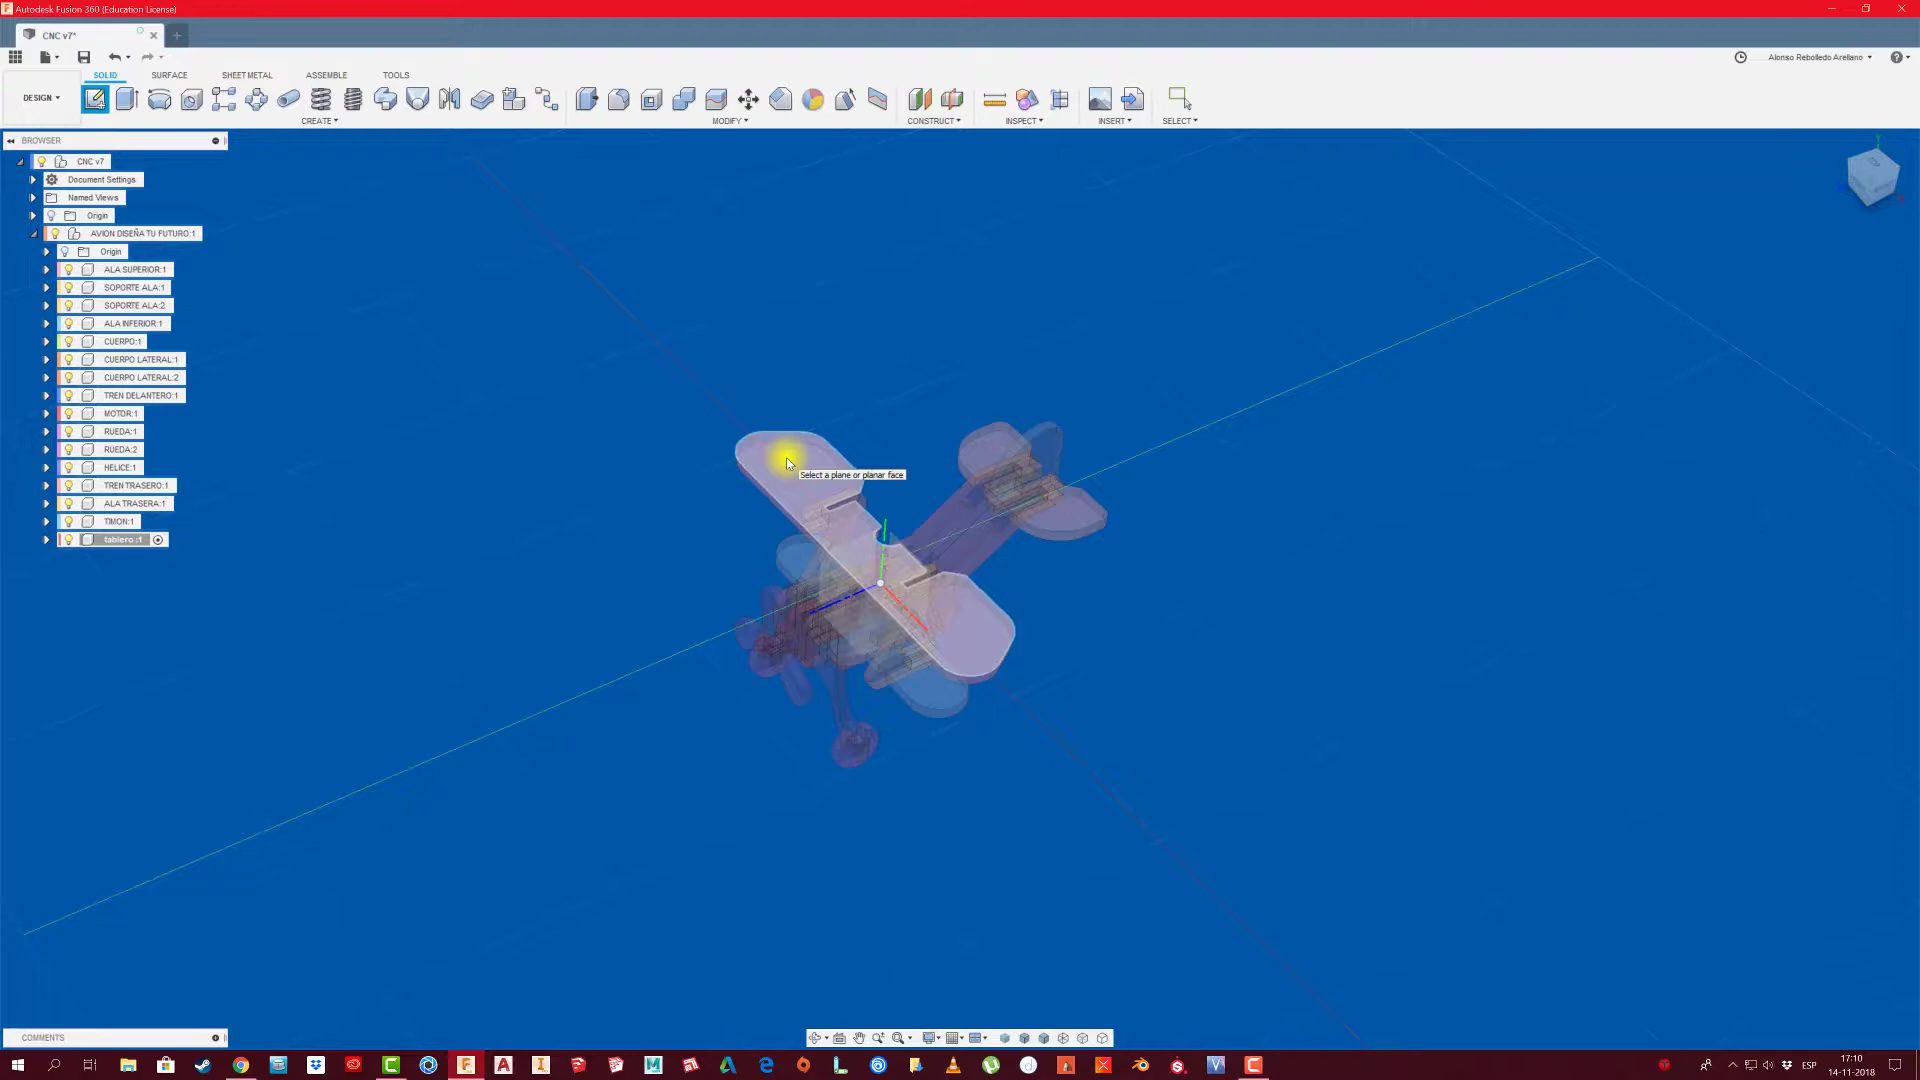 Autodesk Fusion 360 (Education License)
CNC v7*
Alonso Rebolledo Arellano
DESIGN
SOLID SURFACE SHEET METAL ASSEMBLE TOOLS
CREATE MODIFY CONSTRUCT INSPECT INSERT SELECT
BROWSER
CNC v7
Document Settings
Named Views
Origin
AVION DISEÑA TU FUTURO:1
Origin
ALA SUPERIOR:1
SOPORTE ALA:1
SOPORTE ALA:2
ALA INFERIOR:1
CUERPO:1
CUERPO LATERAL:1
CUERPO LATERAL:2
TREN DELANTERO:1
MOTOR:1
RUEDA:1
RUEDA:2
HELICE:1
TREN TRASERO:1
ALA TRASERA:1
TIMON:1
tablero :1
Select a plane or planar face
COMMENTS
ESP
17:10
14-11-2018